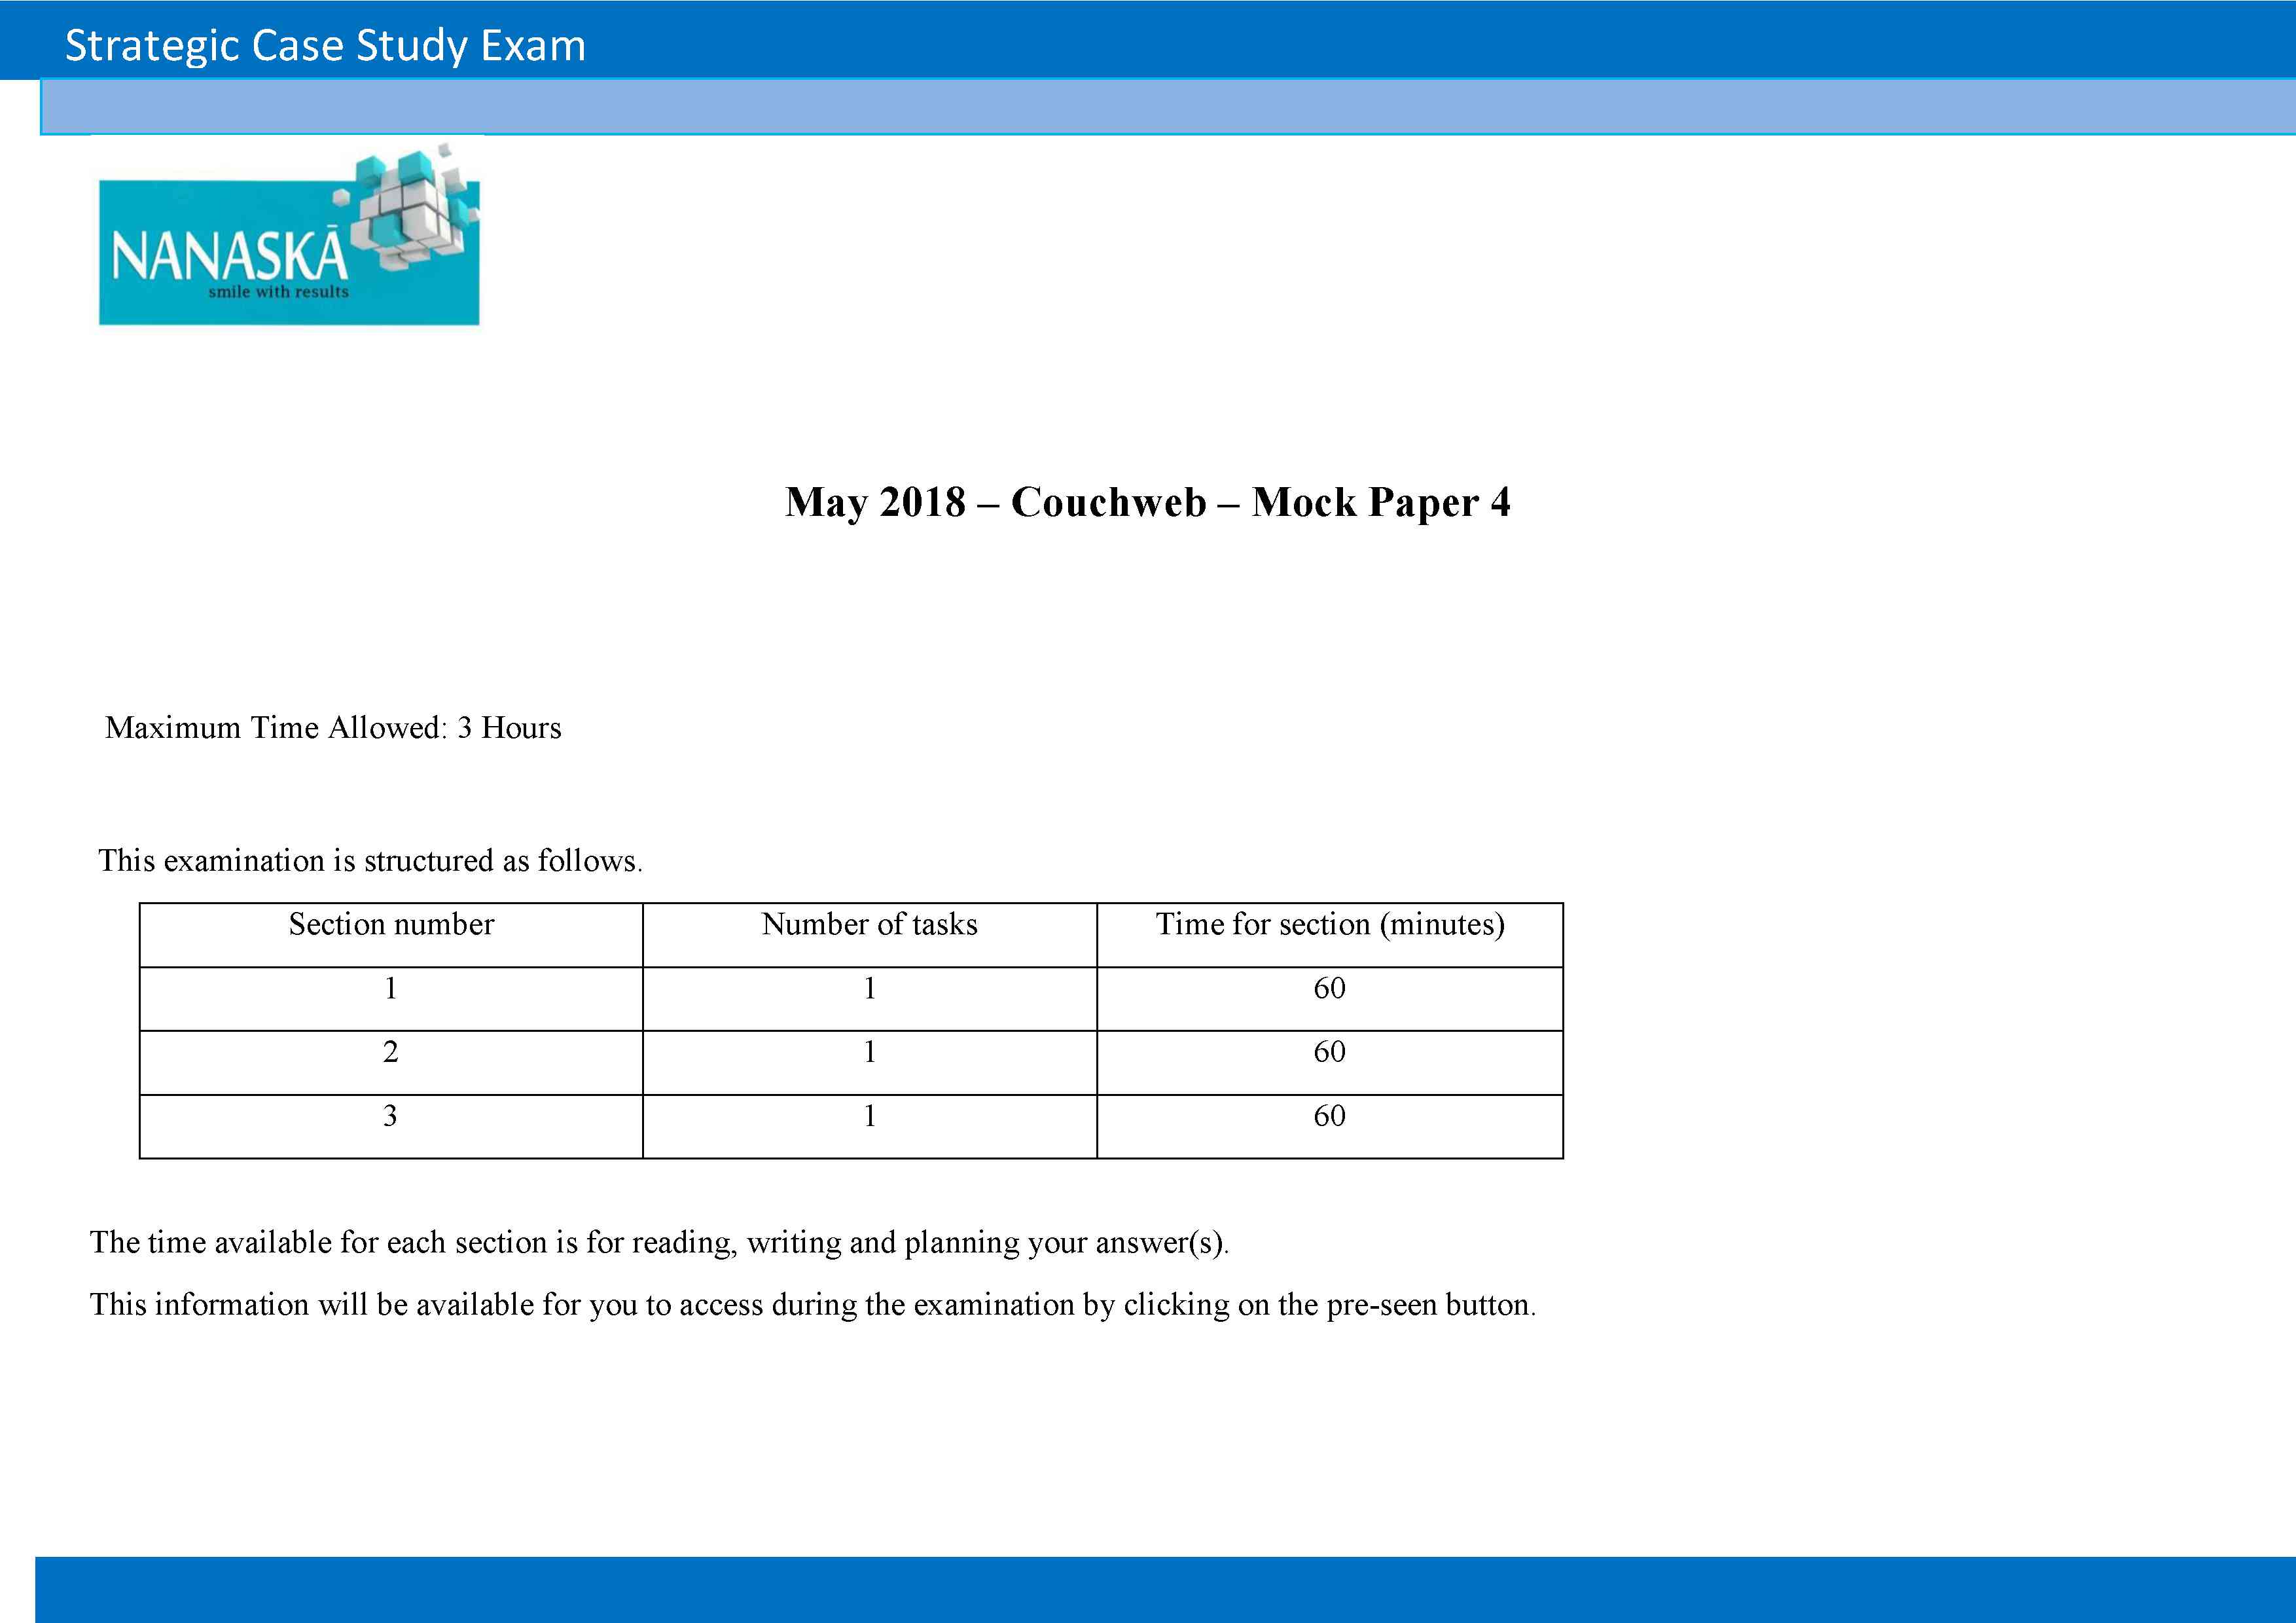 Strategic Case Study Exam
NANASKĀ
smile with results
May 2018 – Couchweb – Mock Paper 4
Maximum Time Allowed: 3 Hours
This examination is structured as follows.
Section number Number of tasks Time for section (minutes)
1 1 60
2 1 60
3 1 60
The time available for each section is for reading, writing and planning your answer(s).
This information will be available for you to access during the examination by clicking on the pre-seen button.